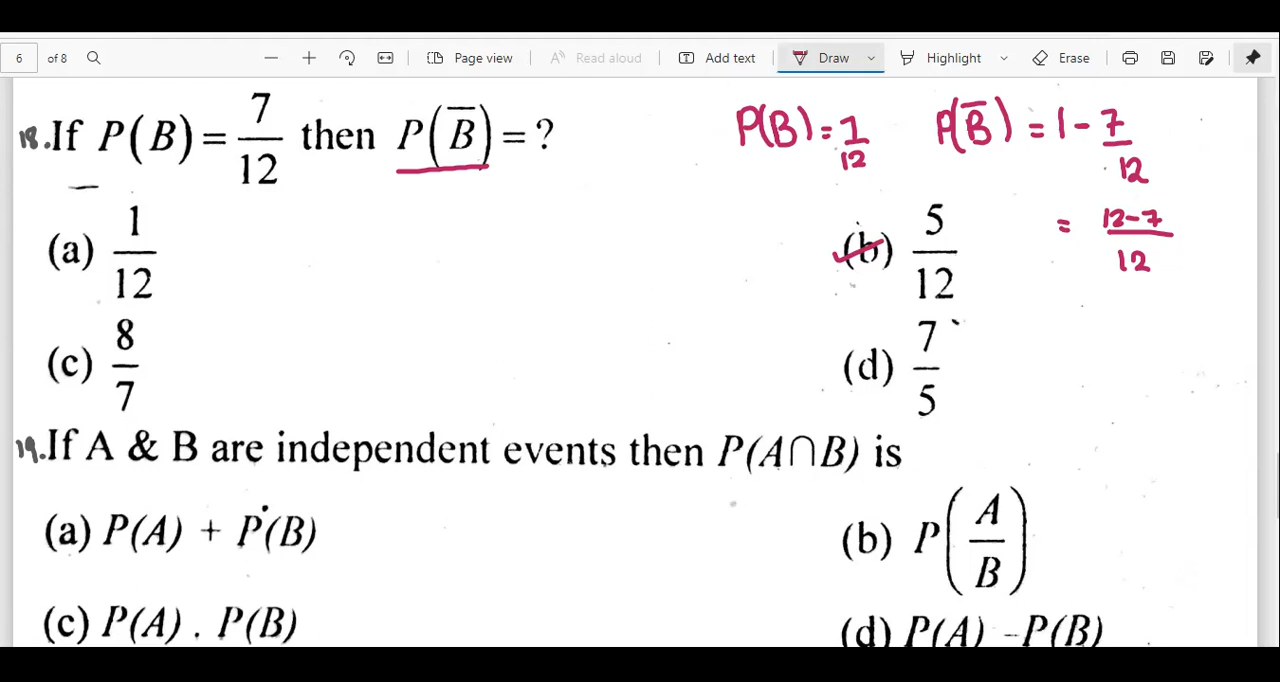 6 of 8 Page view Read aloud Add text Draw Highlight Erase
18. If P(B) = 7/12 then P(B̅) = ?
P(B) = 7/12 P(B̅) = 1 - 7/12
= 12-7/12
(a) 1/12 (b) 5/12
(c) 8/7 (d) 7/5
19. If A & B are independent events then P(A∩B) is
(a) P(A) + P(B) (b) P(A/B)
(c) P(A) . P(B) (d) P(A) - P(B)